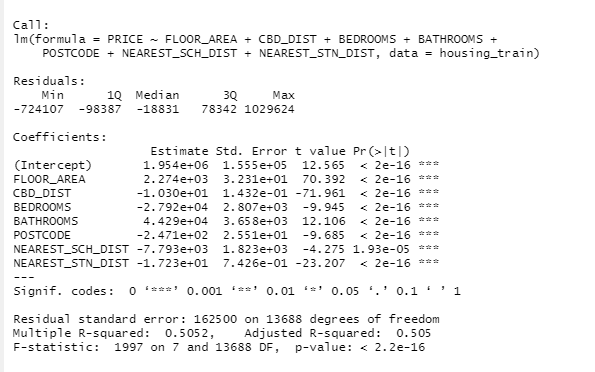 Call:
lm(formula = PRICE ~ FLOOR_AREA + CBD_DIST + BEDROOMS + BATHROOMS +
    POSTCODE + NEAREST_SCH_DIST + NEAREST_STN_DIST, data = housing_train)

Residuals:
    Min      1Q  Median      3Q     Max
-724107  -98387  -18831   78342 1029624

Coefficients:
                   Estimate Std. Error t value Pr(>|t|)
(Intercept)       1.954e+06  1.555e+05  12.565  < 2e-16 ***
FLOOR_AREA        2.274e+03  3.231e+01  70.392  < 2e-16 ***
CBD_DIST         -1.030e+01  1.432e-01 -71.961  < 2e-16 ***
BEDROOMS         -2.792e+04  2.807e+03  -9.945  < 2e-16 ***
BATHROOMS         4.429e+04  3.658e+03  12.106  < 2e-16 ***
POSTCODE         -2.471e+02  2.551e+01  -9.685  < 2e-16 ***
NEAREST_SCH_DIST -7.793e+03  1.823e+03  -4.275 1.93e-05 ***
NEAREST_STN_DIST -1.723e+01  7.426e-01 -23.207  < 2e-16 ***
---
Signif. codes:  0 ‘***’ 0.001 ‘**’ 0.01 ‘*’ 0.05 ‘.’ 0.1 ‘ ’ 1

Residual standard error: 162500 on 13688 degrees of freedom
Multiple R-squared:  0.5052,	Adjusted R-squared:  0.505
F-statistic:  1997 on 7 and 13688 DF,  p-value: < 2.2e-16